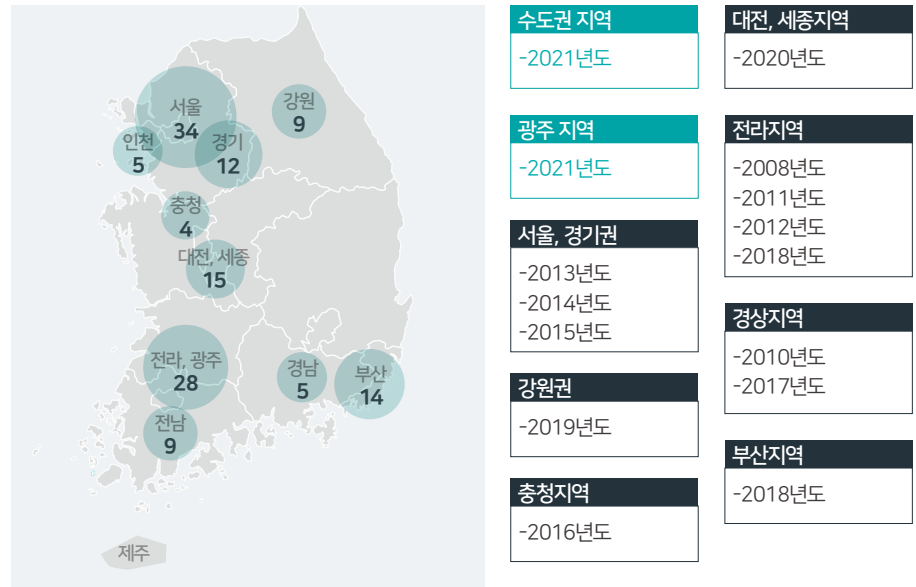 서울
34
강원
9
인천
5
경기
12
충청
4
대전, 세종
15
전라, 광주
28
경남
5
부산
14
전남
9
제주
수도권 지역
-2021년도
광주 지역
-2021년도
서울, 경기권
-2013년도
-2014년도
-2015년도
강원권
-2019년도
충청지역
-2016년도
대전, 세종지역
-2020년도
전라지역
-2008년도
-2011년도
-2012년도
-2018년도
경상지역
-2010년도
-2017년도
부산지역
-2018년도